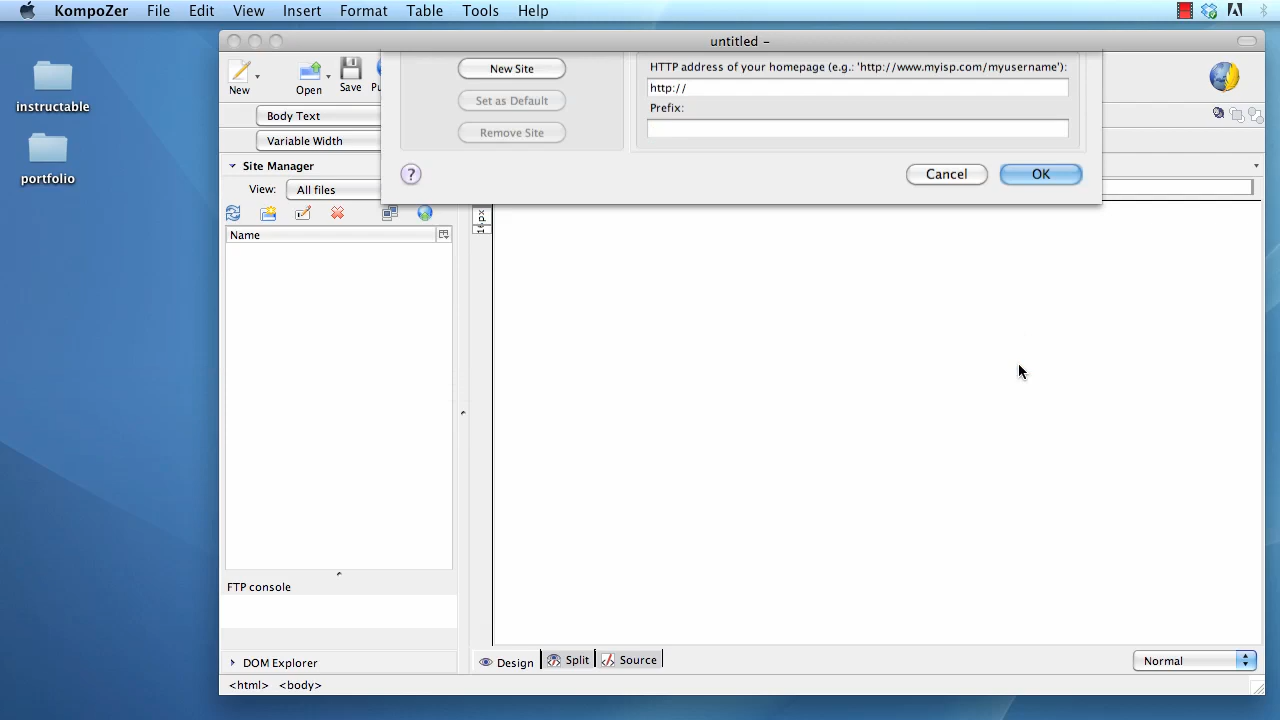 KompoZer File Edit View Insert Format Table Tools Help
untitled –
instructable
portfolio
New
Open
Save
New Site
Set as Default
Remove Site
HTTP address of your homepage (e.g.: 'http://www.myisp.com/myusername'):
http://
Prefix:
?
Cancel
OK
Body Text
Variable Width
Site Manager
View: All files
Name
FTP console
DOM Explorer
Design
Split
Source
Normal
<html> <body>